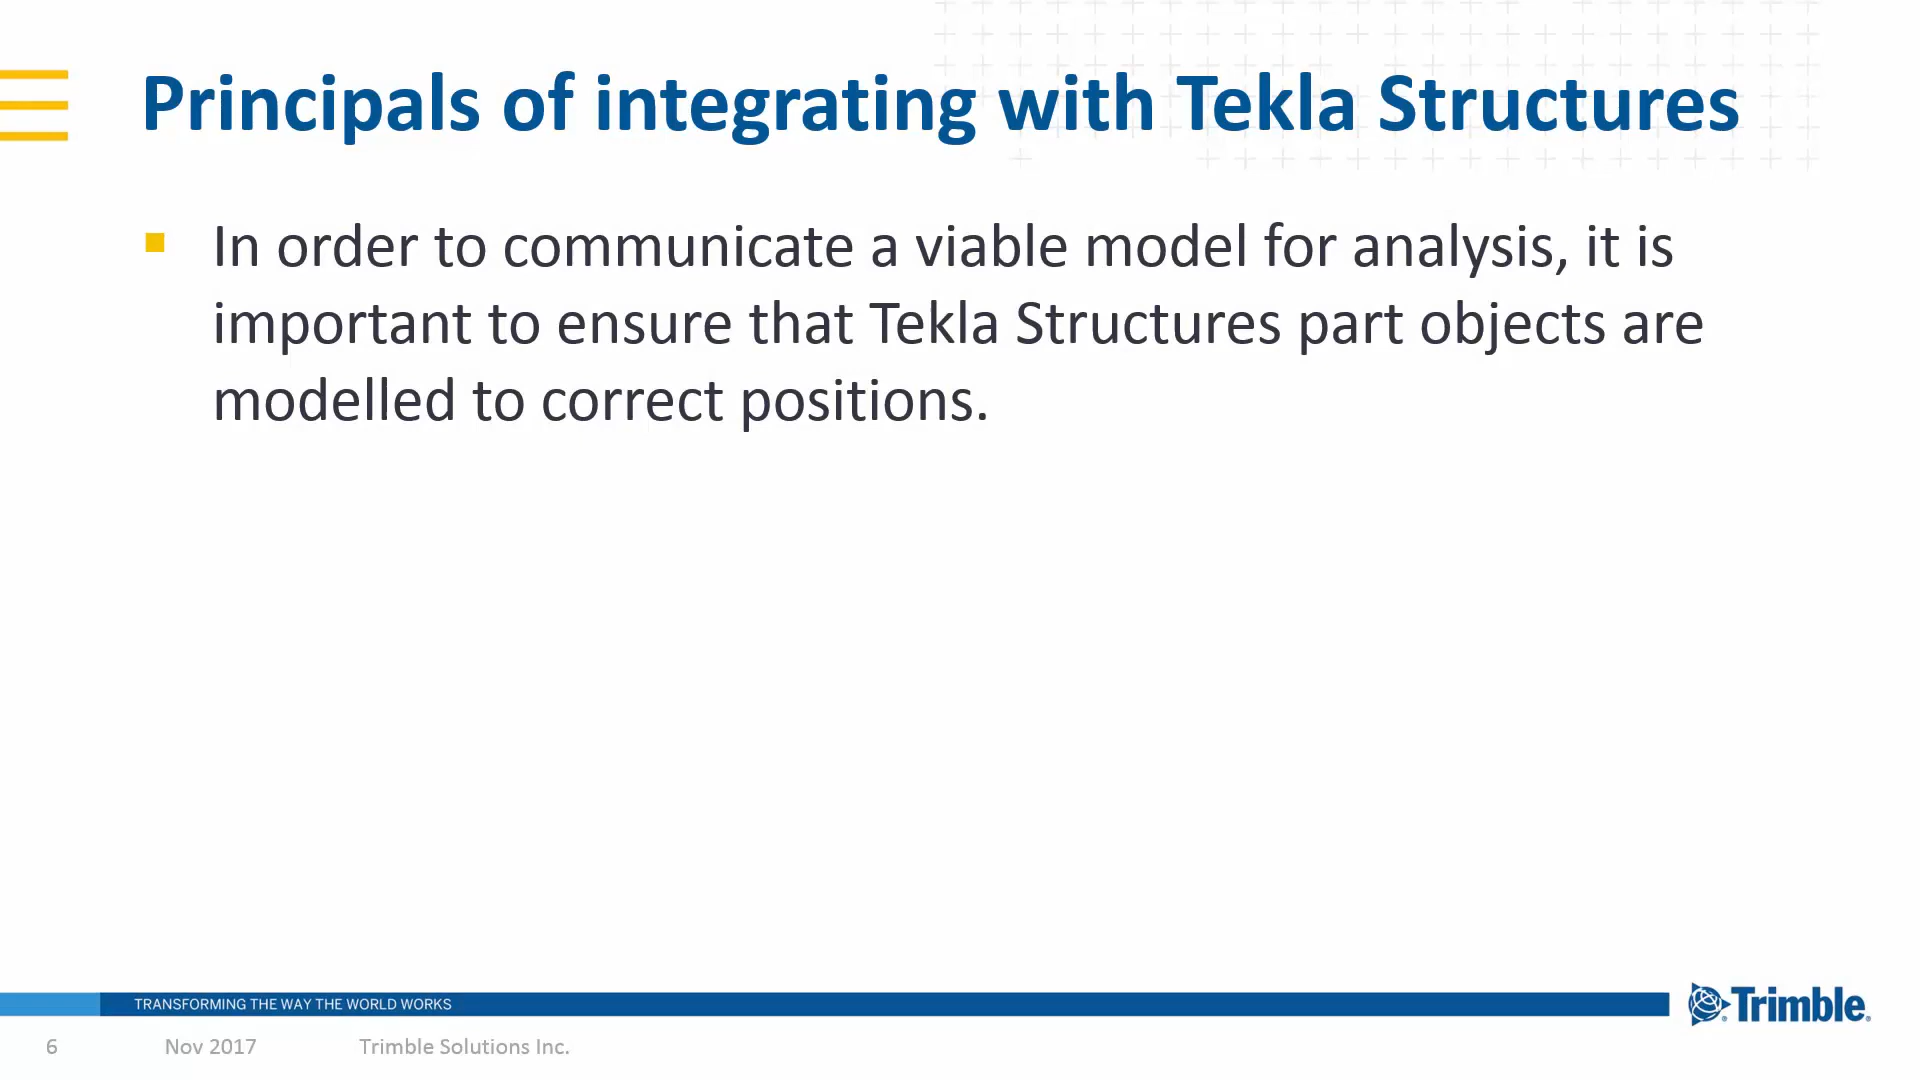 Principals of integrating with Tekla Structures
In order to communicate a viable model for analysis, it is
important to ensure that Tekla Structures part objects are
modelled to correct positions.
TRANSFORMING THE WAY THE WORLD WORKS
Trimble
6 Nov 2017 Trimble Solutions Inc.